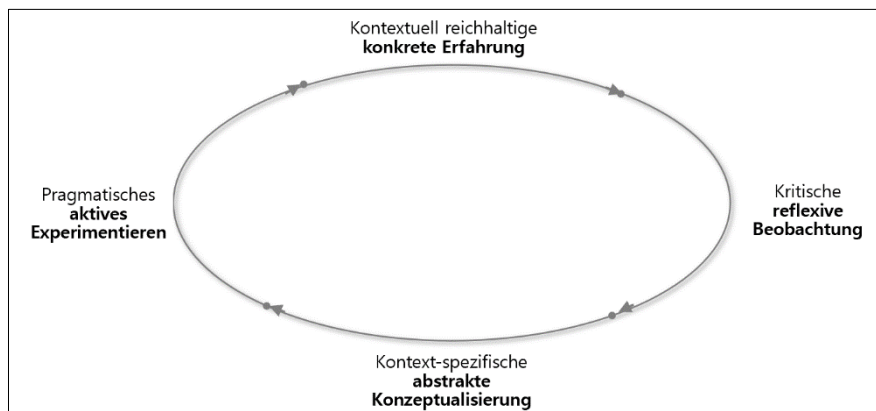 Kontextuell reichhaltige
konkrete Erfahrung
Pragmatisches
aktives
Experimentieren
Kritische
reflexive
Beobachtung
Kontext-spezifische
abstrakte
Konzeptualisierung